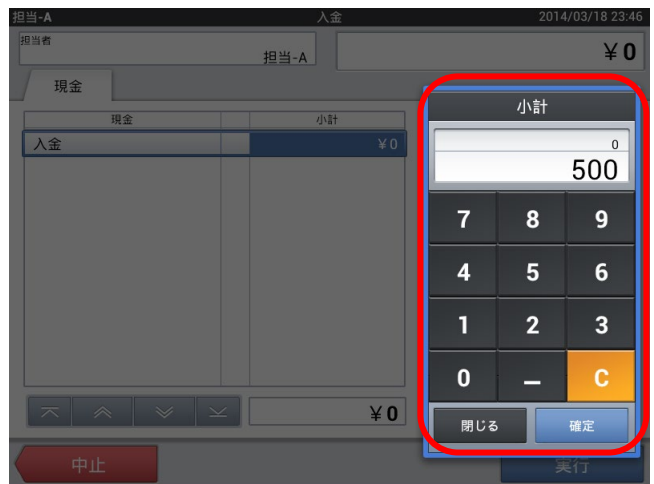 担当-A 入金 2014/03/18 23:46
担当者
担当-A
¥0
現金
現金 小計
入金 ¥0
¥0
中止
実行
小計
0
500
7 8 9
4 5 6
1 2 3
0 – C
閉じる 確定